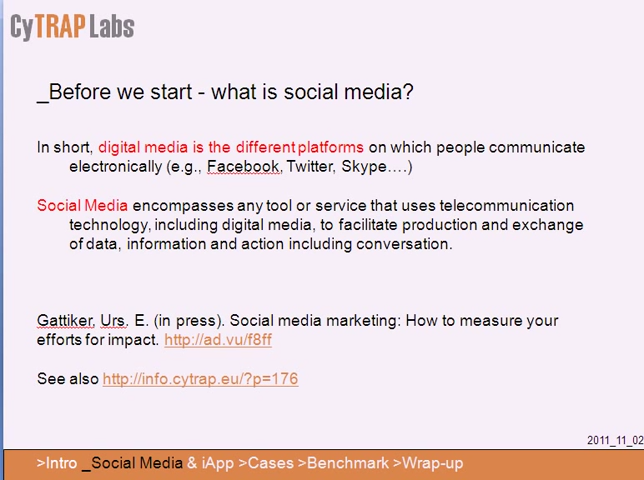 CyTRAP Labs
_Before we start - what is social media?
In short, digital media is the different platforms on which people communicate
electronically (e.g., Facebook, Twitter, Skype….)
Social Media encompasses any tool or service that uses telecommunication
technology, including digital media, to facilitate production and exchange
of data, information and action including conversation.
Gattiker, Urs. E. (in press). Social media marketing: How to measure your
efforts for impact. http://ad.vu/f8ff
See also http://info.cytrap.eu/?p=176
2011_11_02
>Intro _Social Media & iApp >Cases >Benchmark >Wrap-up